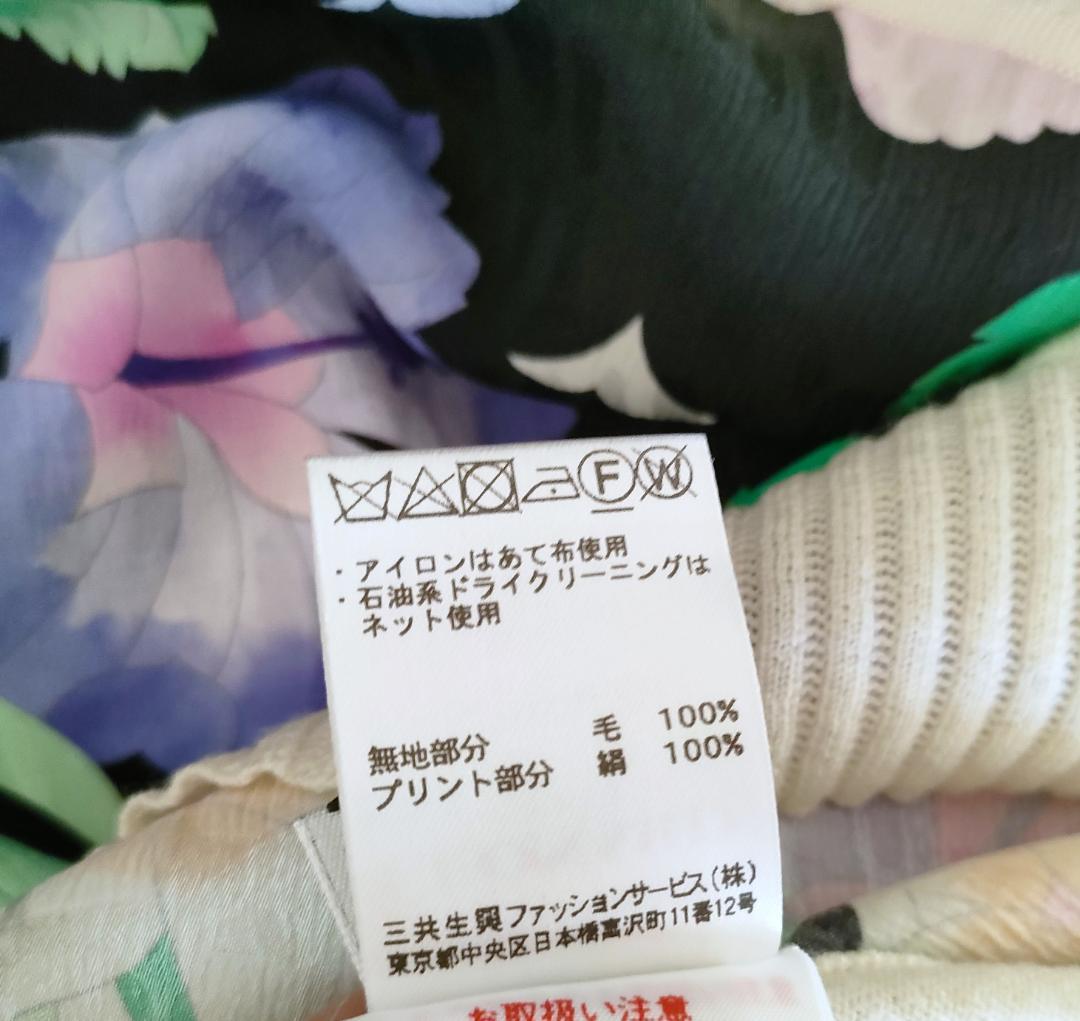 F W
・アイロンはあて布使用
・石油系ドライクリーニングは
ネット使用
無地部分 毛 100%
プリント部分 絹 100%
三共生興ファッションサービス(株)
東京都中央区日本橋富沢町11番12号
お取扱い注意